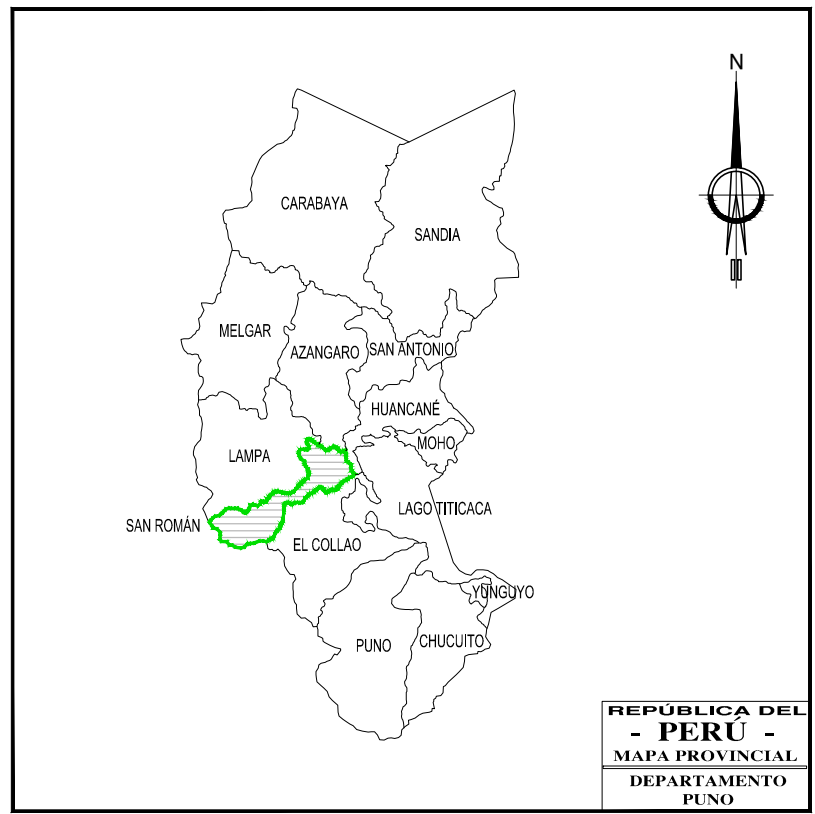 N
CARABAYA
SANDIA
MELGAR
AZANGARO
SAN ANTONIO
HUANCANÉ
MOHO
LAMPA
LAGO TITICACA
SAN ROMÁN
EL COLLAO
YUNGUYO
PUNO
CHUCUITO
REPÚBLICA DEL
- PERÚ -
MAPA PROVINCIAL
DEPARTAMENTO
PUNO